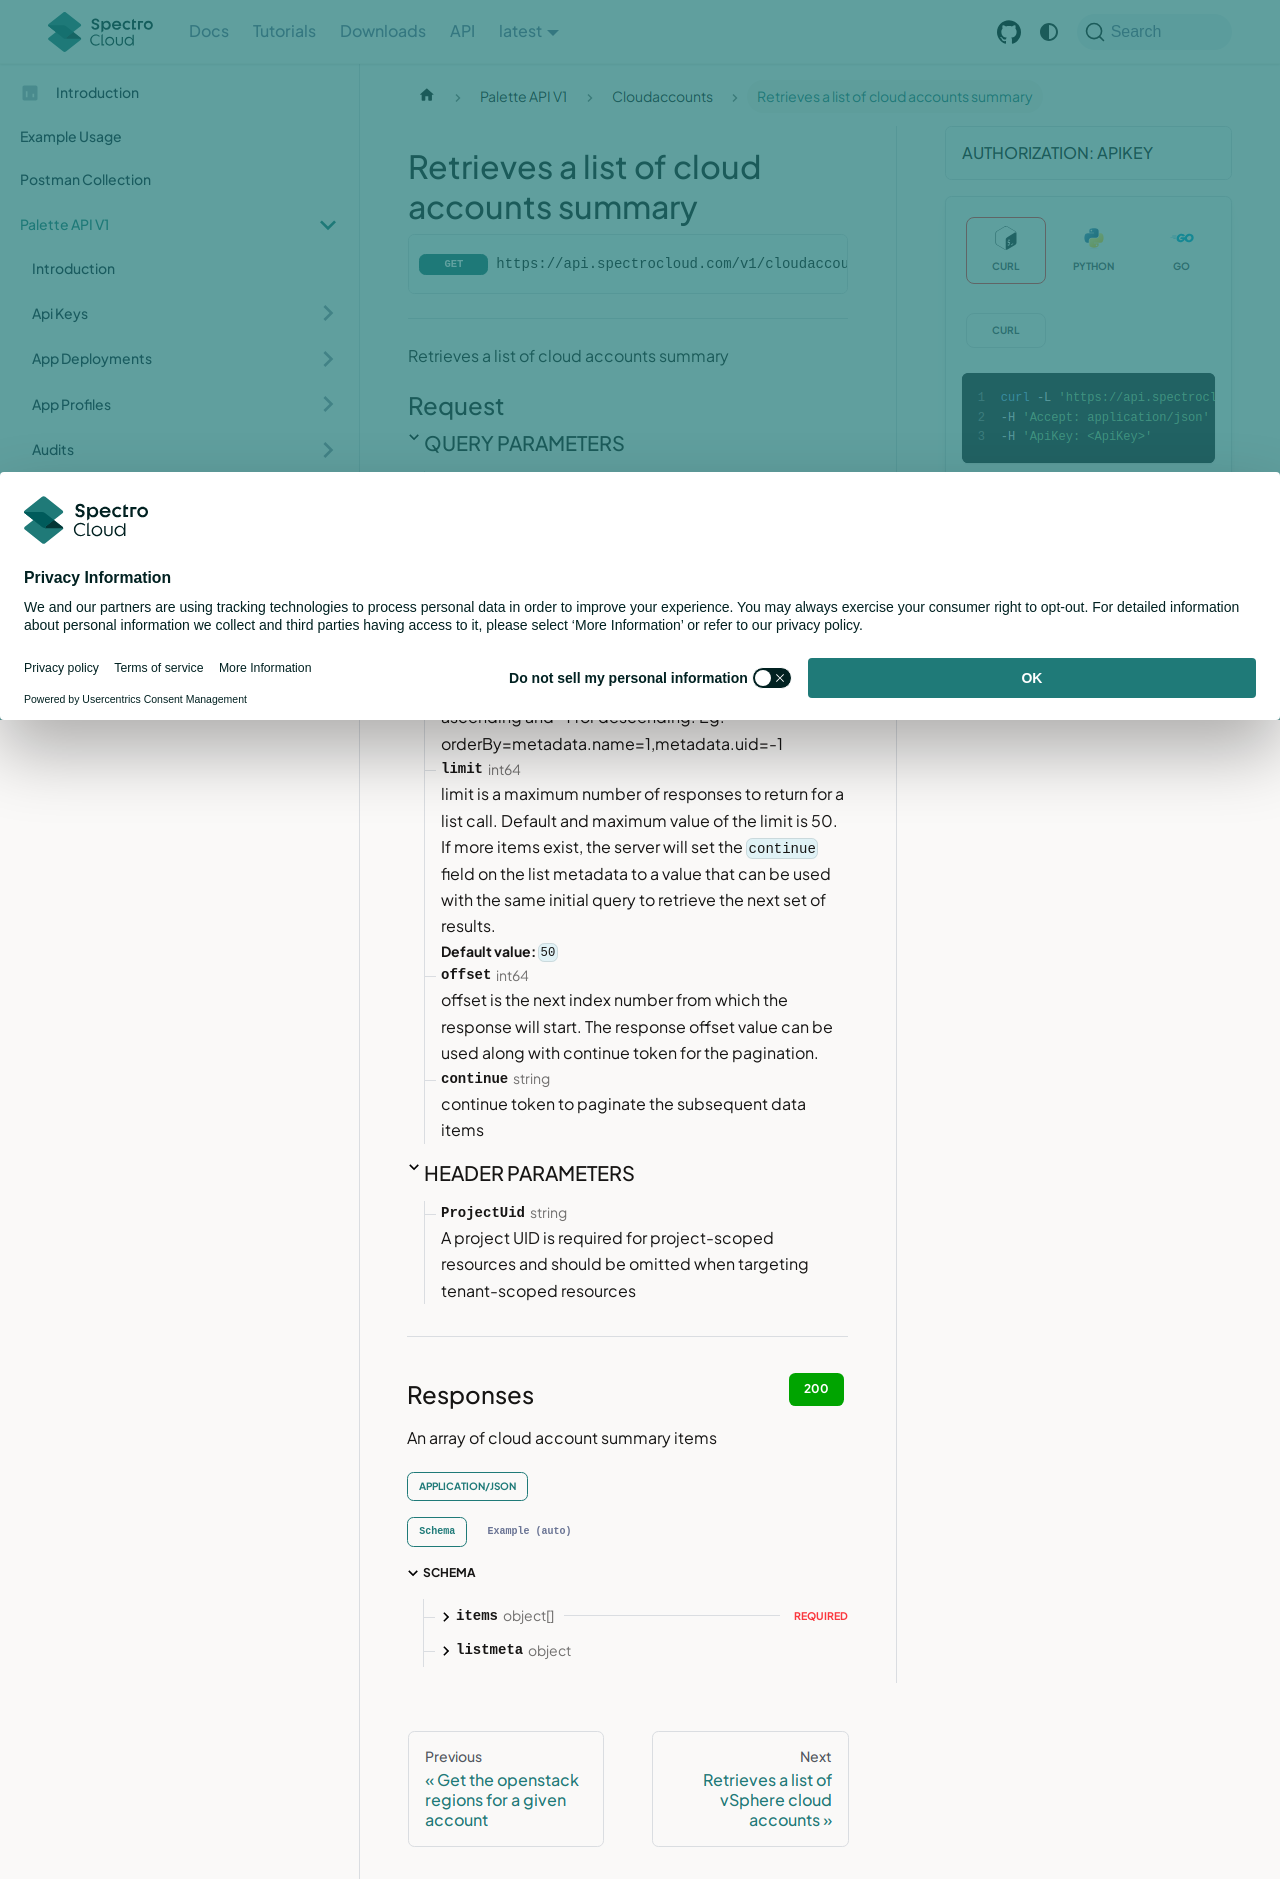 Spectro
Cloud
Docs
Tutorials
Downloads
API
latest
Search
Introduction
Example Usage
Postman Collection
Palette API V1
Introduction
Api Keys
App Deployments
App Profiles
Audits
Palette API V1
Cloudaccounts
Retrieves a list of cloud accounts summary
Retrieves a list of cloud
accounts summary
GET
https://api.spectrocloud.com/v1/cloudaccou
Retrieves a list of cloud accounts summary
Request
QUERY PARAMETERS
AUTHORIZATION: APIKEY
CURL
PYTHON
GO
CURL
1 curl -L 'https://api.spectrocl
2 -H 'Accept: application/json'
3 -H 'ApiKey: <ApiKey>'
Spectro
Cloud
Privacy Information
We and our partners are using tracking technologies to process personal data in order to improve your experience. You may always exercise your consumer right to opt-out. For detailed information
about personal information we collect and third parties having access to it, please select ‘More Information’ or refer to our privacy policy.
Privacy policy
Terms of service
More Information
Powered by Usercentrics Consent Management
Do not sell my personal information
OK
orderBy=metadata.name=1,metadata.uid=-1
limit int64
limit is a maximum number of responses to return for a
list call. Default and maximum value of the limit is 50.
If more items exist, the server will set the continue
field on the list metadata to a value that can be used
with the same initial query to retrieve the next set of
results.
Default value: 50
offset int64
offset is the next index number from which the
response will start. The response offset value can be
used along with continue token for the pagination.
continue string
continue token to paginate the subsequent data
items
HEADER PARAMETERS
ProjectUid string
A project UID is required for project-scoped
resources and should be omitted when targeting
tenant-scoped resources
Responses
200
An array of cloud account summary items
APPLICATION/JSON
Schema
Example (auto)
SCHEMA
items object[]
REQUIRED
listmeta object
Previous
« Get the openstack
regions for a given
account
Next
Retrieves a list of
vSphere cloud
accounts »